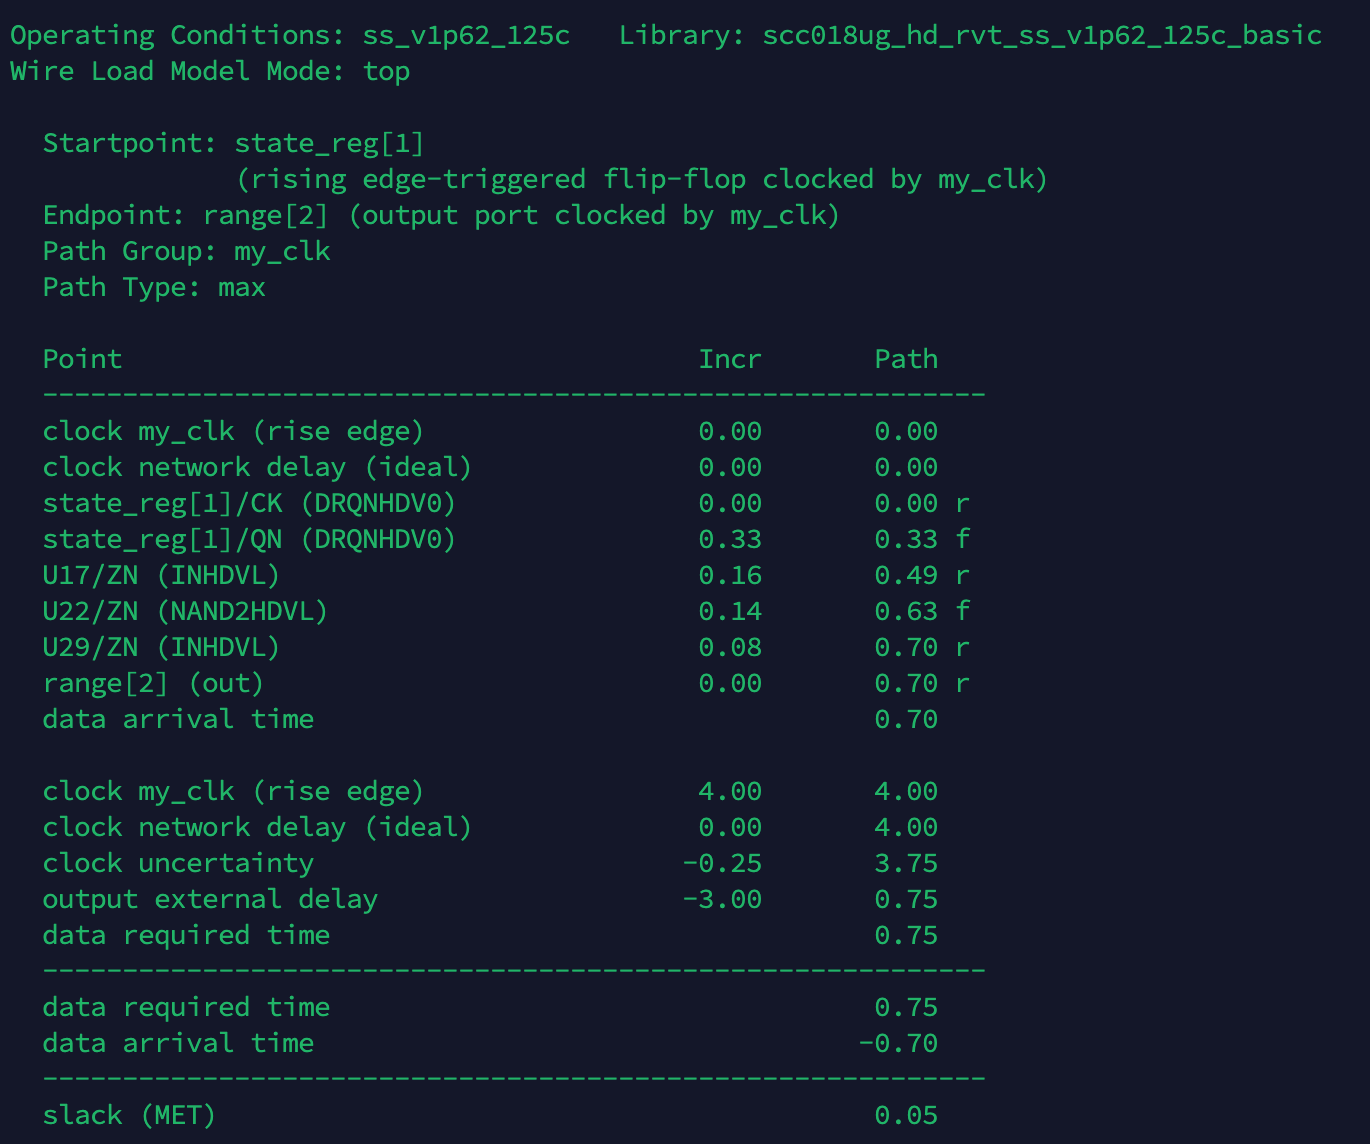 Operating Conditions: ss_v1p62_125c   Library: scc018ug_hd_rvt_ss_v1p62_125c_basic
Wire Load Model Mode: top

  Startpoint: state_reg[1]
              (rising edge-triggered flip-flop clocked by my_clk)
  Endpoint: range[2] (output port clocked by my_clk)
  Path Group: my_clk
  Path Type: max

  Point                                    Incr       Path
  -----------------------------------------------------------
  clock my_clk (rise edge)                 0.00       0.00
  clock network delay (ideal)              0.00       0.00
  state_reg[1]/CK (DRQNHDV0)               0.00       0.00 r
  state_reg[1]/QN (DRQNHDV0)               0.33       0.33 f
  U17/ZN (INHDVL)                          0.16       0.49 r
  U22/ZN (NAND2HDVL)                       0.14       0.63 f
  U29/ZN (INHDVL)                          0.08       0.70 r
  range[2] (out)                           0.00       0.70 r
  data arrival time                                   0.70

  clock my_clk (rise edge)                 4.00       4.00
  clock network delay (ideal)              0.00       4.00
  clock uncertainty                       -0.25       3.75
  output external delay                   -3.00       0.75
  data required time                                  0.75
  -----------------------------------------------------------
  data required time                                  0.75
  data arrival time                                  -0.70
  -----------------------------------------------------------
  slack (MET)                                         0.05